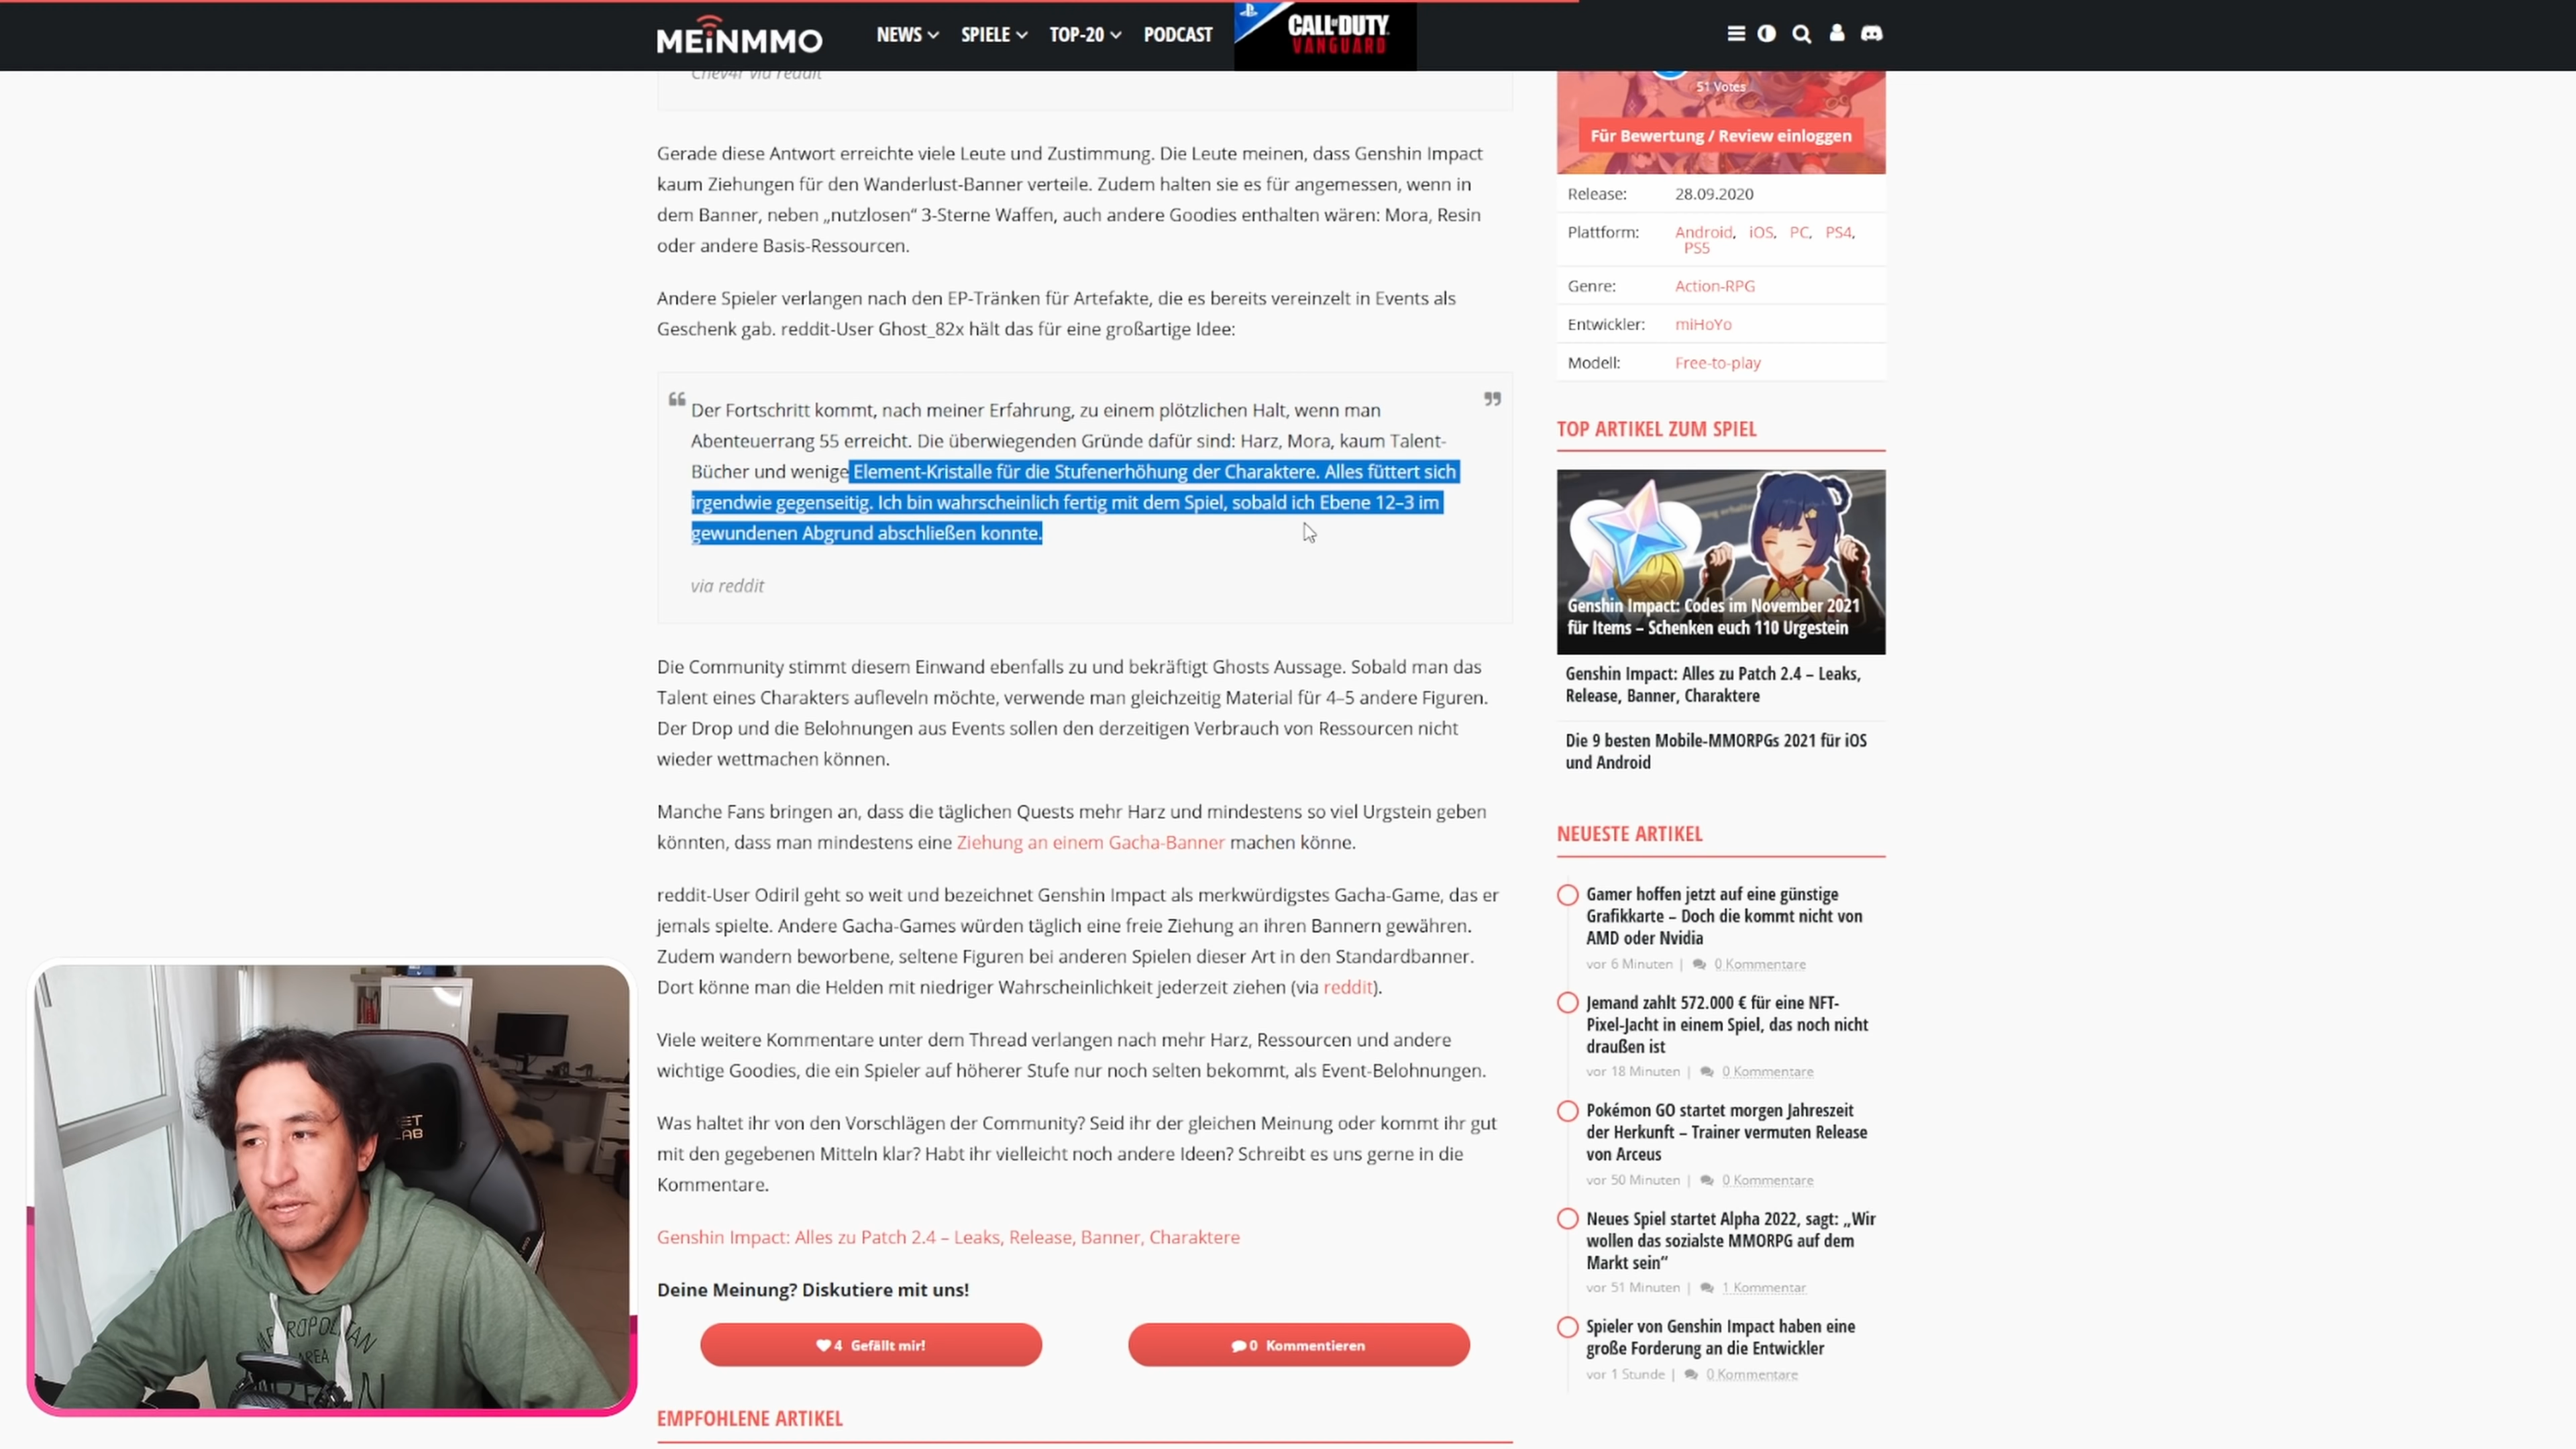 MEiNMMO
NEWS
SPIELE
TOP-20
PODCAST
CALL OF DUTY
VANGUARD
Chev4r via reddit
Gerade diese Antwort erreichte viele Leute und Zustimmung. Die Leute meinen, dass Genshin Impact
kaum Ziehungen für den Wanderlust-Banner verteile. Zudem halten sie es für angemessen, wenn in
dem Banner, neben „nutzlosen“ 3-Sterne Waffen, auch andere Goodies enthalten wären: Mora, Resin
oder andere Basis-Ressourcen.
Andere Spieler verlangen nach den EP-Tränken für Artefakte, die es bereits vereinzelt in Events als
Geschenk gab. reddit-User Ghost_82x hält das für eine großartige Idee:
Der Fortschritt kommt, nach meiner Erfahrung, zu einem plötzlichen Halt, wenn man
Abenteuerrang 55 erreicht. Die überwiegenden Gründe dafür sind: Harz, Mora, kaum Talent-
Bücher und wenige Element-Kristalle für die Stufenerhöhung der Charaktere. Alles füttert sich
irgendwie gegenseitig. Ich bin wahrscheinlich fertig mit dem Spiel, sobald ich Ebene 12–3 im
gewundenen Abgrund abschließen konnte.
via reddit
Die Community stimmt diesem Einwand ebenfalls zu und bekräftigt Ghosts Aussage. Sobald man das
Talent eines Charakters aufleveln möchte, verwende man gleichzeitig Material für 4–5 andere Figuren.
Der Drop und die Belohnungen aus Events sollen den derzeitigen Verbrauch von Ressourcen nicht
wieder wettmachen können.
Manche Fans bringen an, dass die täglichen Quests mehr Harz und mindestens so viel Urgstein geben
könnten, dass man mindestens eine Ziehung an einem Gacha-Banner machen könne.
reddit-User Odiril geht so weit und bezeichnet Genshin Impact als merkwürdigstes Gacha-Game, das er
jemals spielte. Andere Gacha-Games würden täglich eine freie Ziehung an ihren Bannern gewähren.
Zudem wandern beworbene, seltene Figuren bei anderen Spielen dieser Art in den Standardbanner.
Dort könne man die Helden mit niedriger Wahrscheinlichkeit jederzeit ziehen (via reddit).
Viele weitere Kommentare unter dem Thread verlangen nach mehr Harz, Ressourcen und andere
wichtige Goodies, die ein Spieler auf höherer Stufe nur noch selten bekommt, als Event-Belohnungen.
Was haltet ihr von den Vorschlägen der Community? Seid ihr der gleichen Meinung oder kommt ihr gut
mit den gegebenen Mitteln klar? Habt ihr vielleicht noch andere Ideen? Schreibt es uns gerne in die
Kommentare.
Genshin Impact: Alles zu Patch 2.4 – Leaks, Release, Banner, Charaktere
Deine Meinung? Diskutiere mit uns!
4 Gefällt mir!
0 Kommentieren
EMPFOHLENE ARTIKEL
51 Votes
Für Bewertung / Review einloggen
Release: 28.09.2020
Plattform: Android, iOS, PC, PS4,
PS5
Genre: Action-RPG
Entwickler: miHoYo
Modell: Free-to-play
TOP ARTIKEL ZUM SPIEL
Genshin Impact: Codes im November 2021
für Items – Schenken euch 110 Urgestein
Genshin Impact: Alles zu Patch 2.4 – Leaks,
Release, Banner, Charaktere
Die 9 besten Mobile-MMORPGs 2021 für iOS
und Android
NEUESTE ARTIKEL
Gamer hoffen jetzt auf eine günstige
Grafikkarte – Doch die kommt nicht von
AMD oder Nvidia
vor 6 Minuten | 0 Kommentare
Jemand zahlt 572.000 € für eine NFT-
Pixel-Jacht in einem Spiel, das noch nicht
draußen ist
vor 18 Minuten | 0 Kommentare
Pokémon GO startet morgen Jahreszeit
der Herkunft – Trainer vermuten Release
von Arceus
vor 50 Minuten | 0 Kommentare
Neues Spiel startet Alpha 2022, sagt: „Wir
wollen das sozialste MMORPG auf dem
Markt sein“
vor 51 Minuten | 1 Kommentar
Spieler von Genshin Impact haben eine
große Forderung an die Entwickler
vor 1 Stunde | 0 Kommentare
AREA